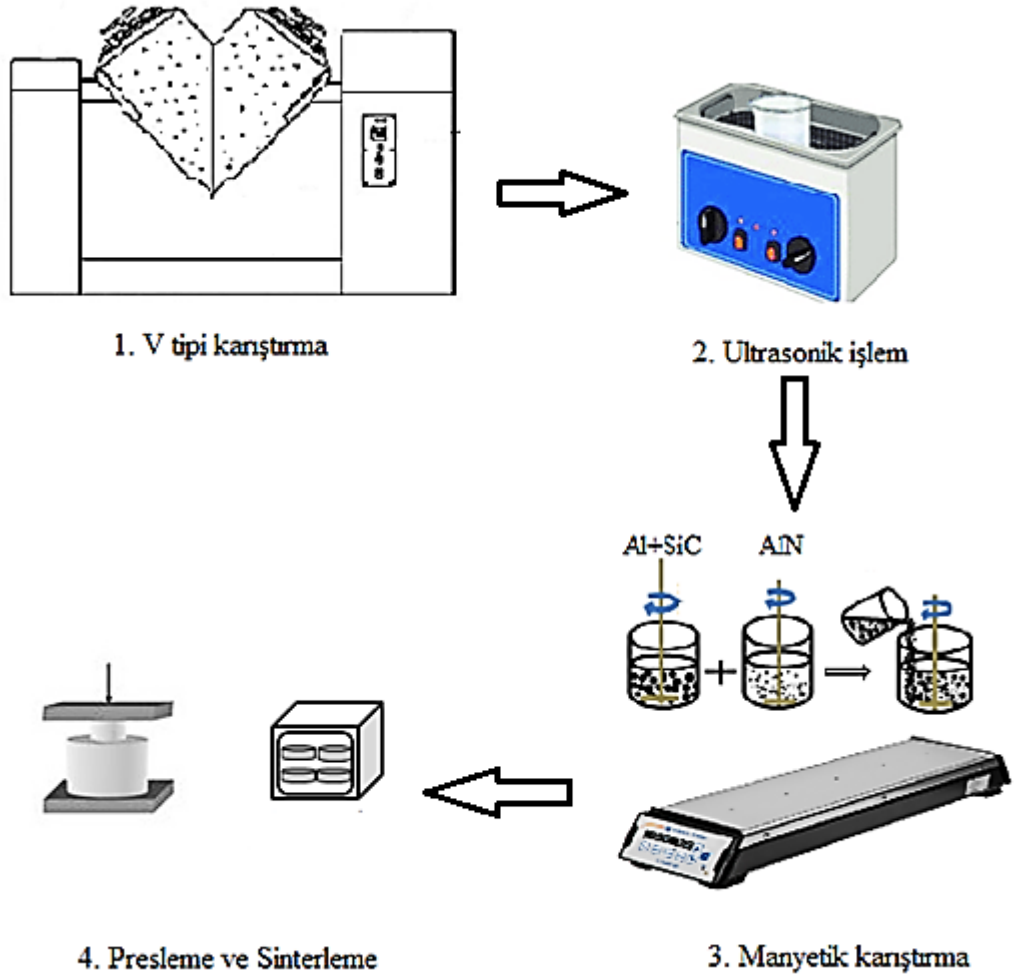 1. V tipi karıştırma
2. Ultrasonik işlem
Al+SiC
AlN
3. Manyetik karıştırma
4. Presleme ve Sinterleme